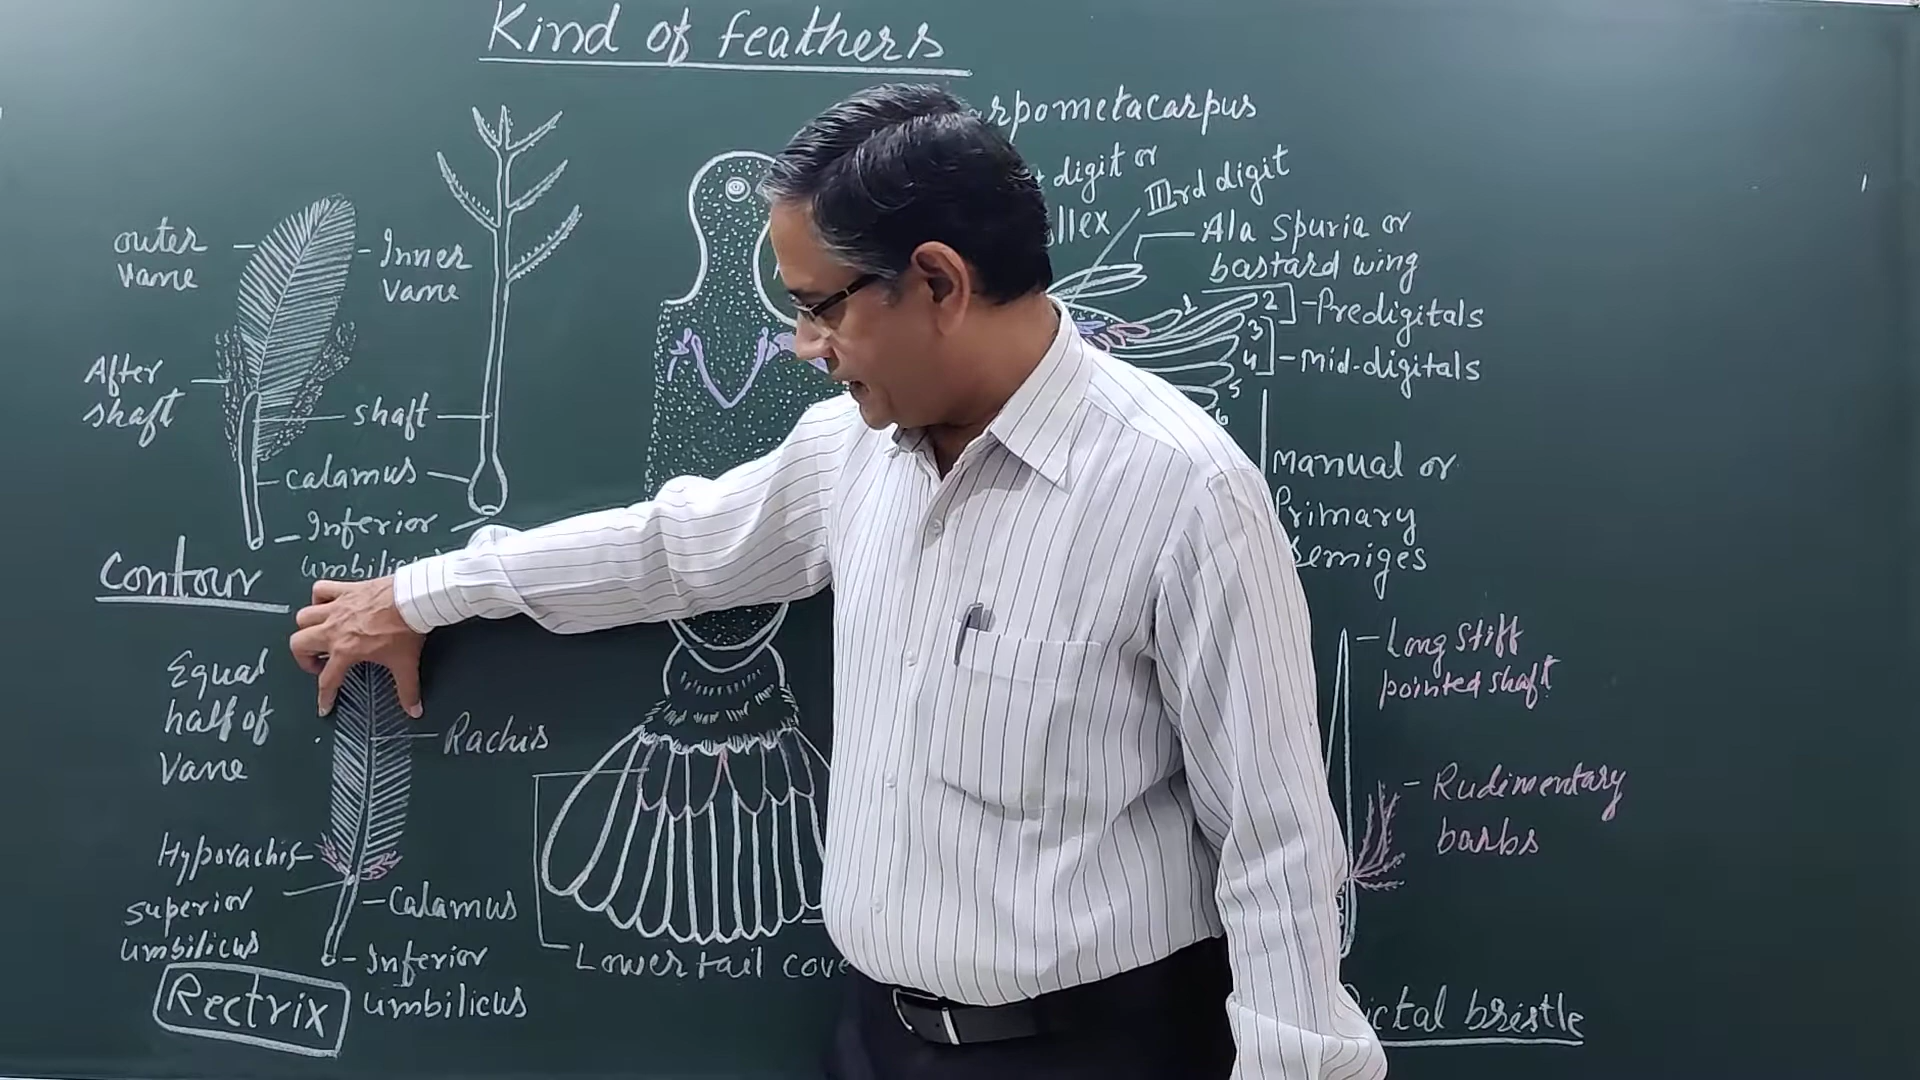 Kind of feathers
arpometacarpus
digit or
IIIrd digit
llex
Ala spuria or
bastard wing
outer
vane
Inner
vane
1
2
3
4
5
6
Predigitals
Mid-digitals
After
shaft
shaft
calamus
Inferior
umbilicus
Contour
Manual or
Primary
emiges
Equal
half of
Vane
Rachis
Long stiff
pointed shaft
Rudimentary
barbs
Hyporachis
superior
umbilicus
Calamus
Inferior
umbilicus
Rectrix
Lower tail cove
ictal bristle